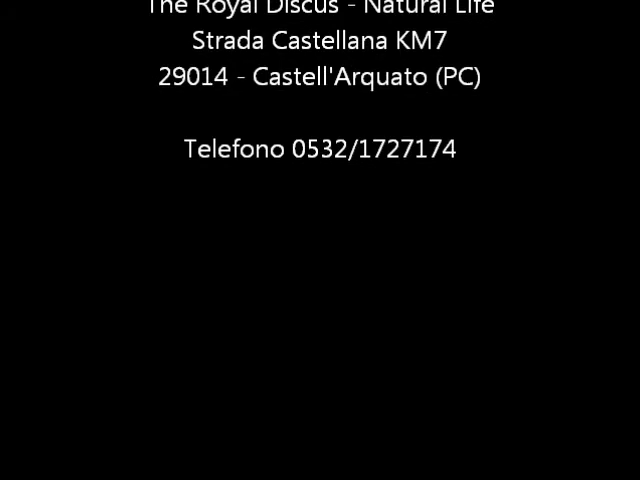 The Royal Discus - Natural Life
Strada Castellana KM7
29014 - Castell'Arquato (PC)
Telefono 0532/1727174